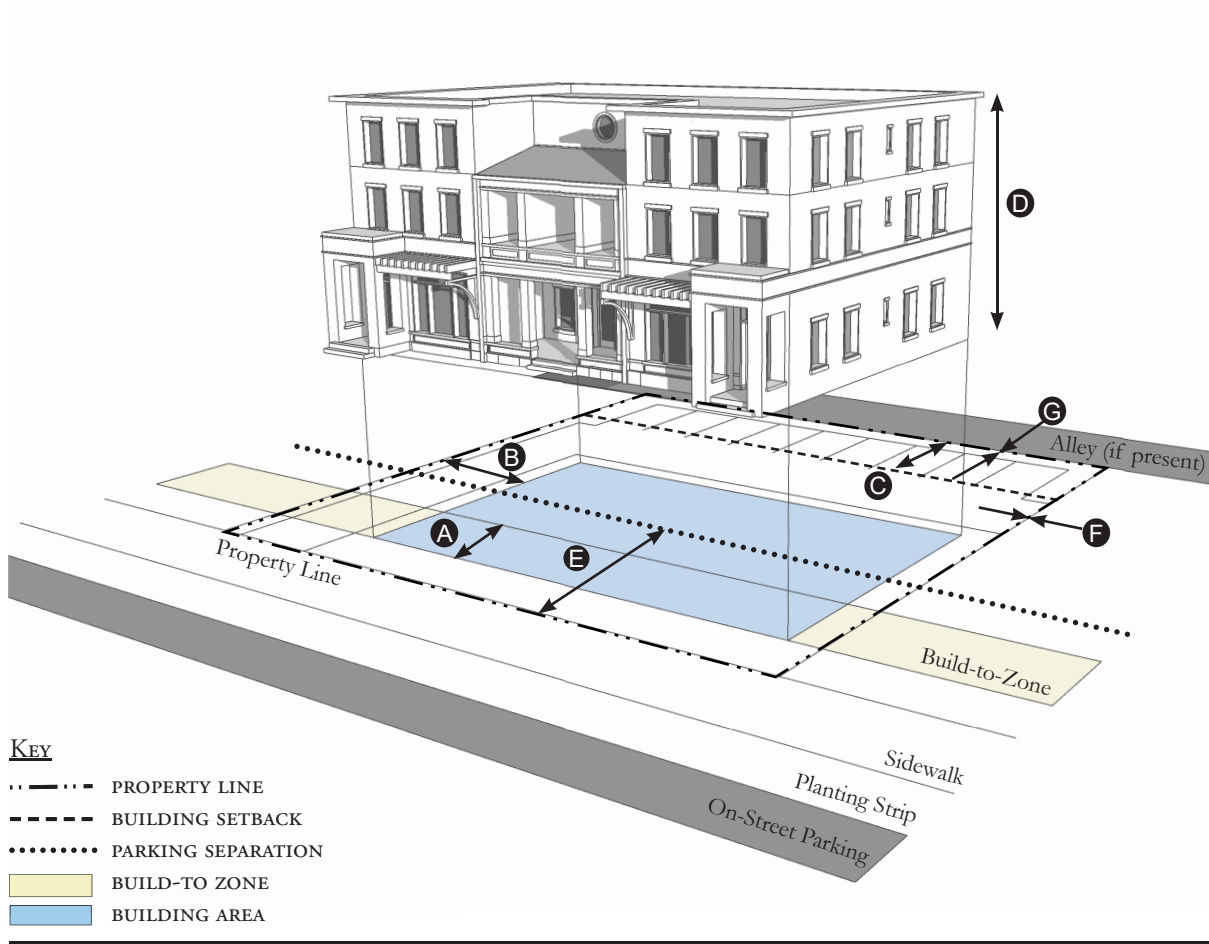 D
G
Alley (if present)
B
C
A
E
F
Property Line
Build-to-Zone
Sidewalk
Planting Strip
On-Street Parking
KEY
PROPERTY LINE
BUILDING SETBACK
PARKING SEPARATION
BUILD-TO ZONE
BUILDING AREA